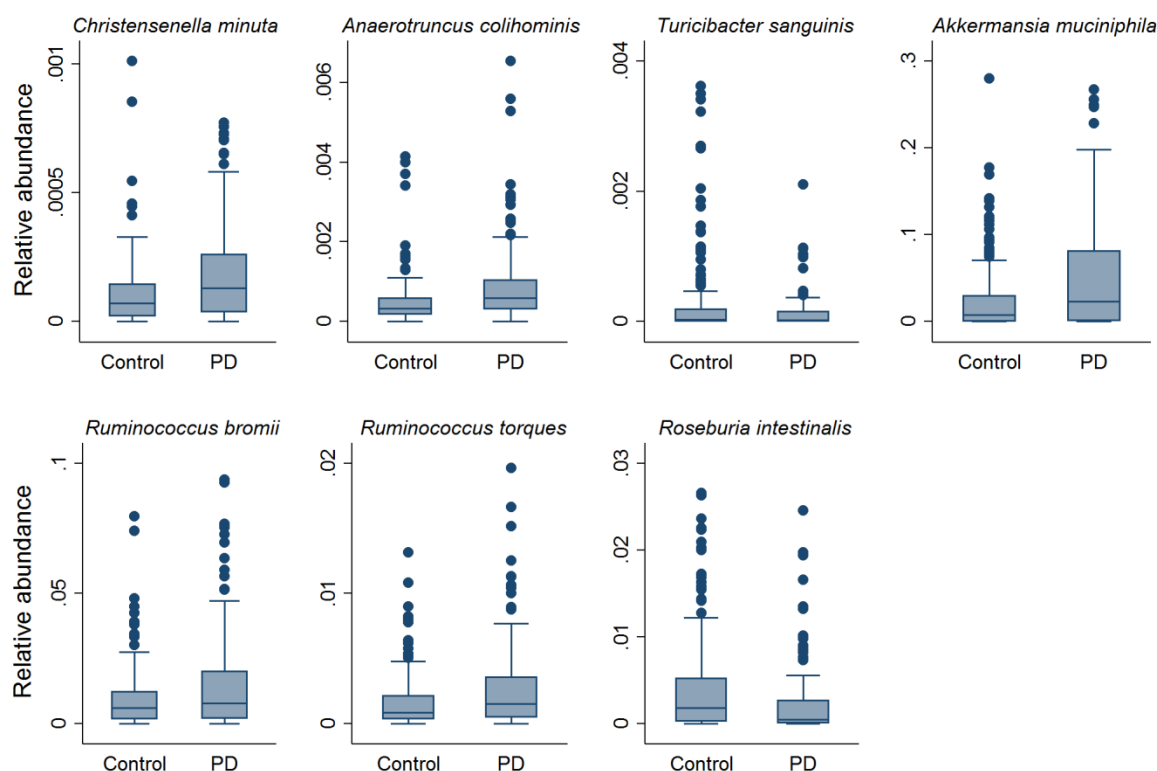 Christensenella minuta
Anaerotruncus colihominis
Turicibacter sanguinis
Akkermansia muciniphila
Relative abundance
.001
.0005
0
Control PD
.006
.004
.002
0
Control PD
.004
.002
0
Control PD
.3
.2
.1
0
Control PD
Ruminococcus bromii
Ruminococcus torques
Roseburia intestinalis
Relative abundance
.1
.05
0
Control PD
.02
.01
0
Control PD
.03
.02
.01
0
Control PD